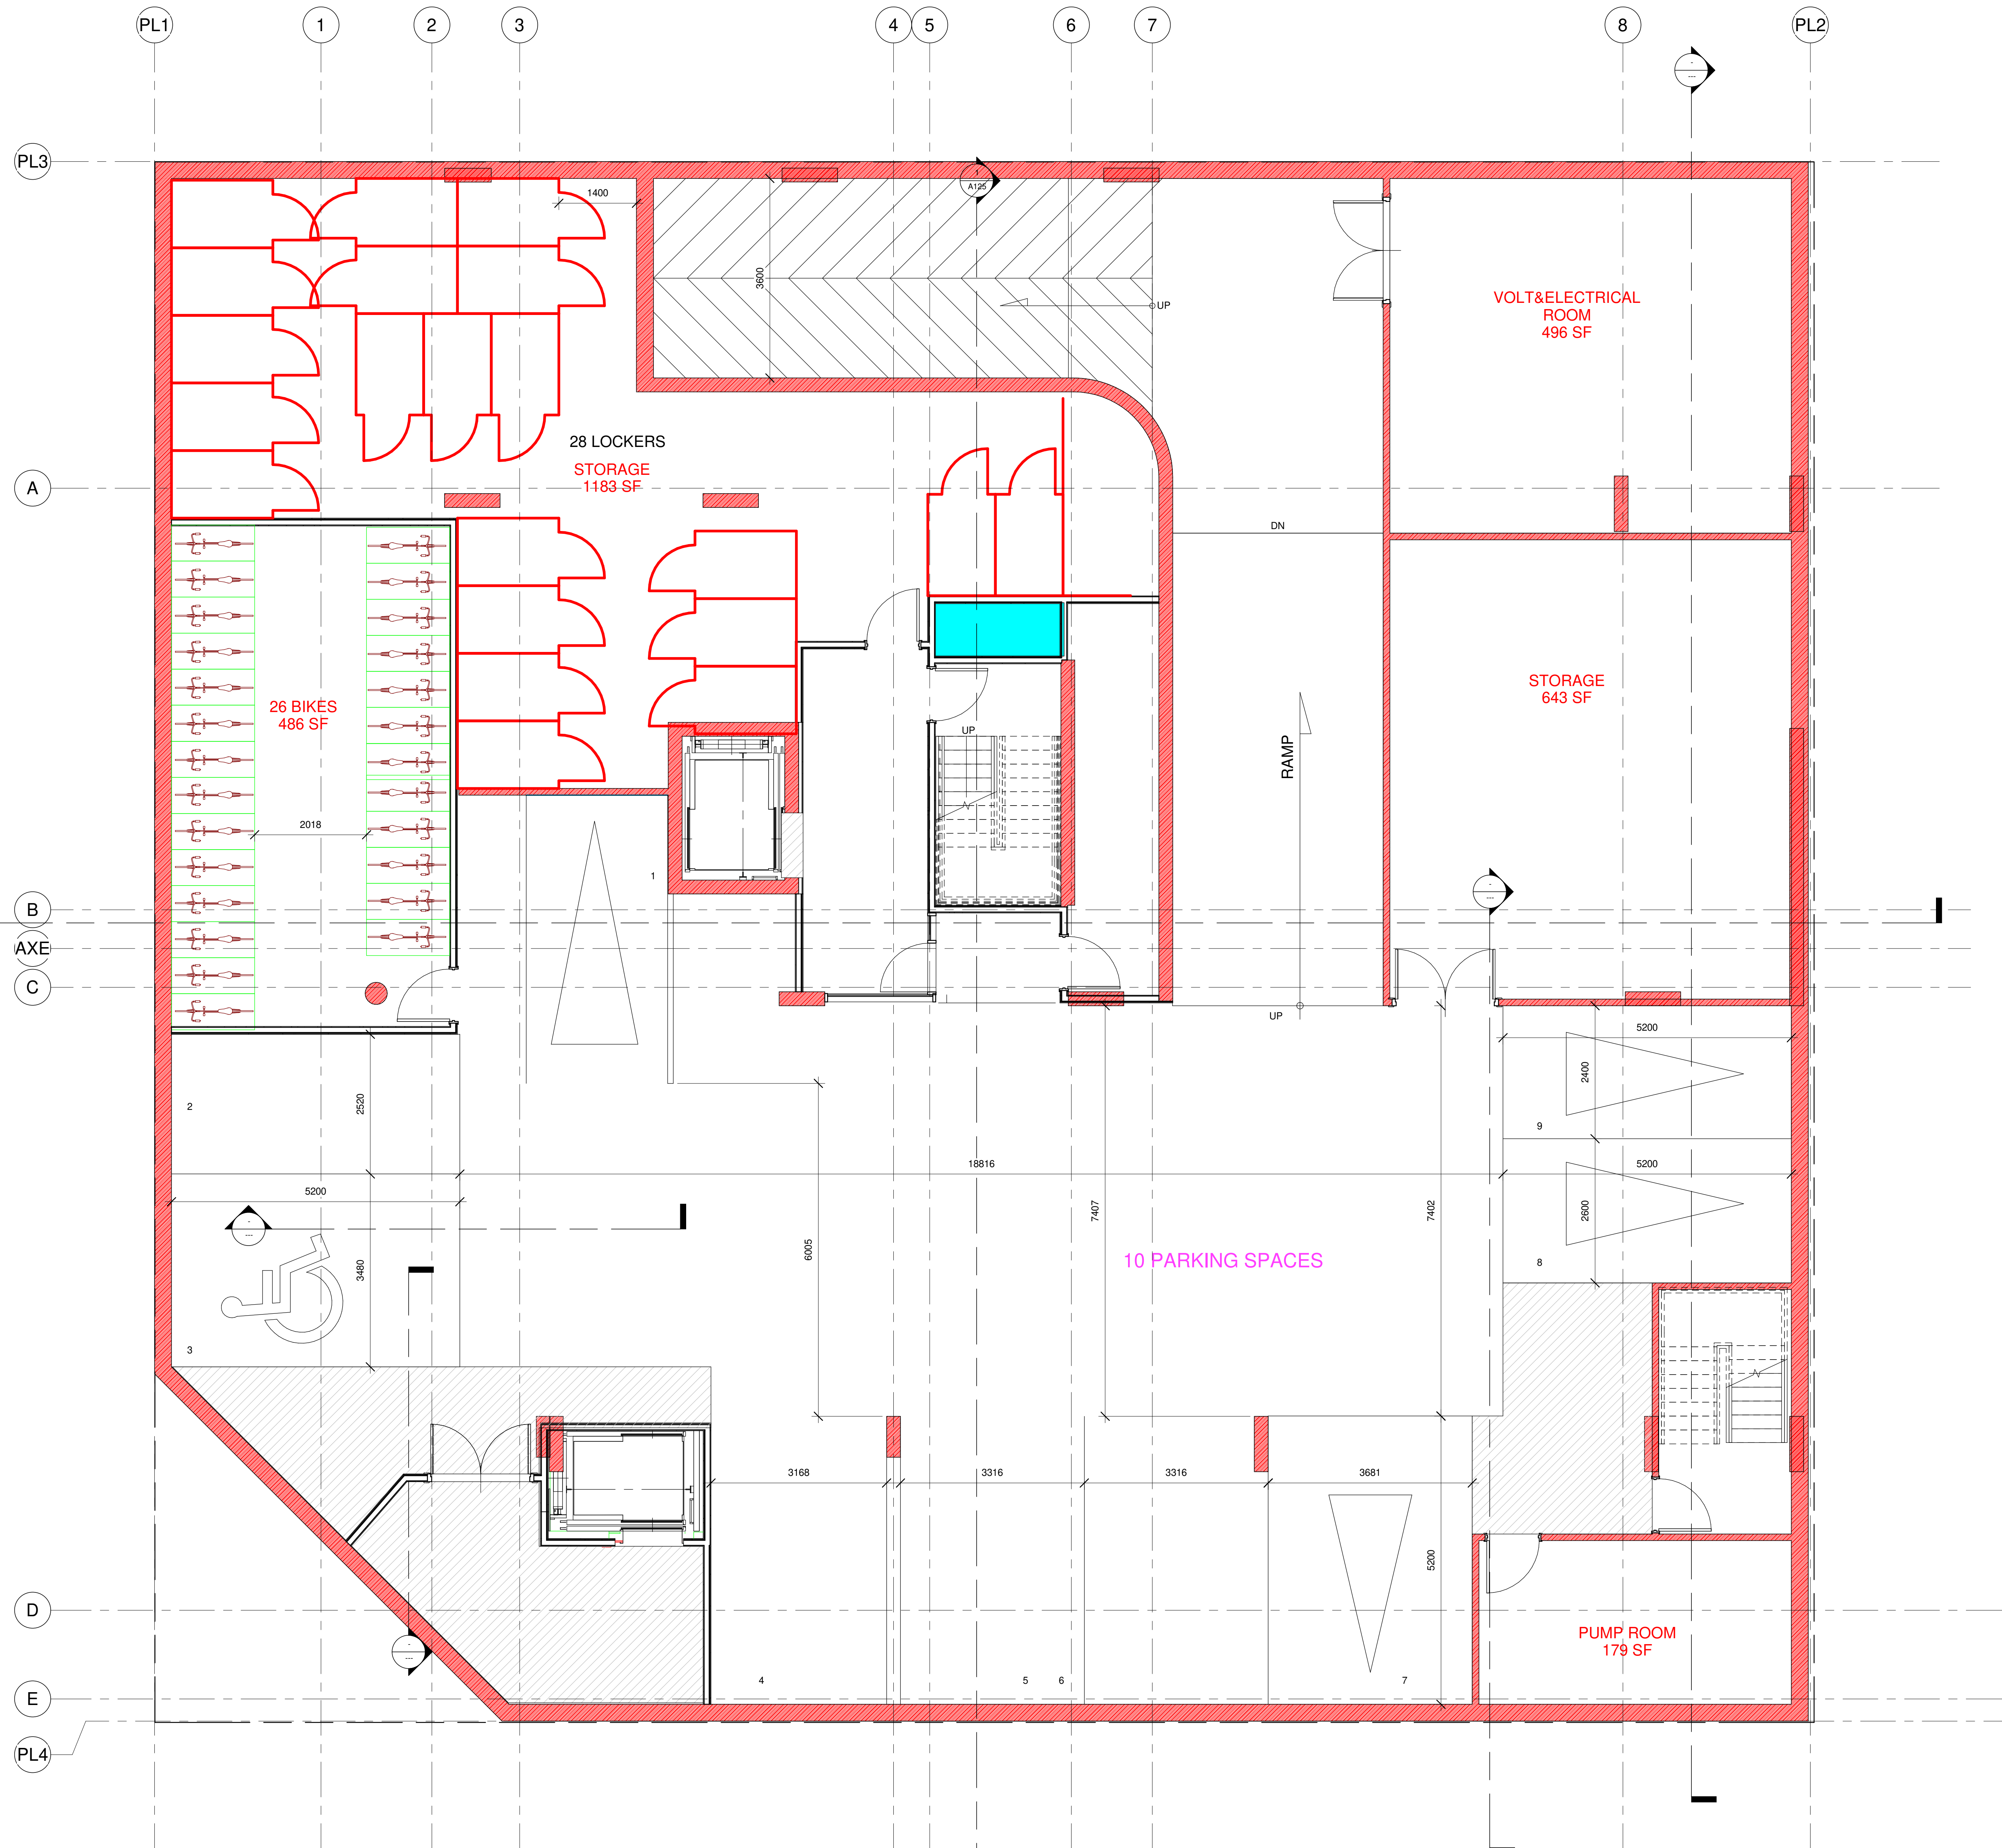 PL1
1
2
3
4
5
6
7
8
PL2
-
---
PL3
1
A125
1400
3600
UP
VOLT&ELECTRICAL
ROOM
496 SF
28 LOCKERS
STORAGE
1183 SF
A
DN
26 BIKES
486 SF
STORAGE
643 SF
UP
RAMP
2018
1
B
-
---
AXE
C
UP
5200
2400
2
2520
9
18816
5200
5200
2600
7407
7402
-
---
6005
3480
10 PARKING SPACES
8
3
3168
3316
3316
3681
5200
D
PUMP ROOM
179 SF
-
---
4
5
6
7
E
PL4